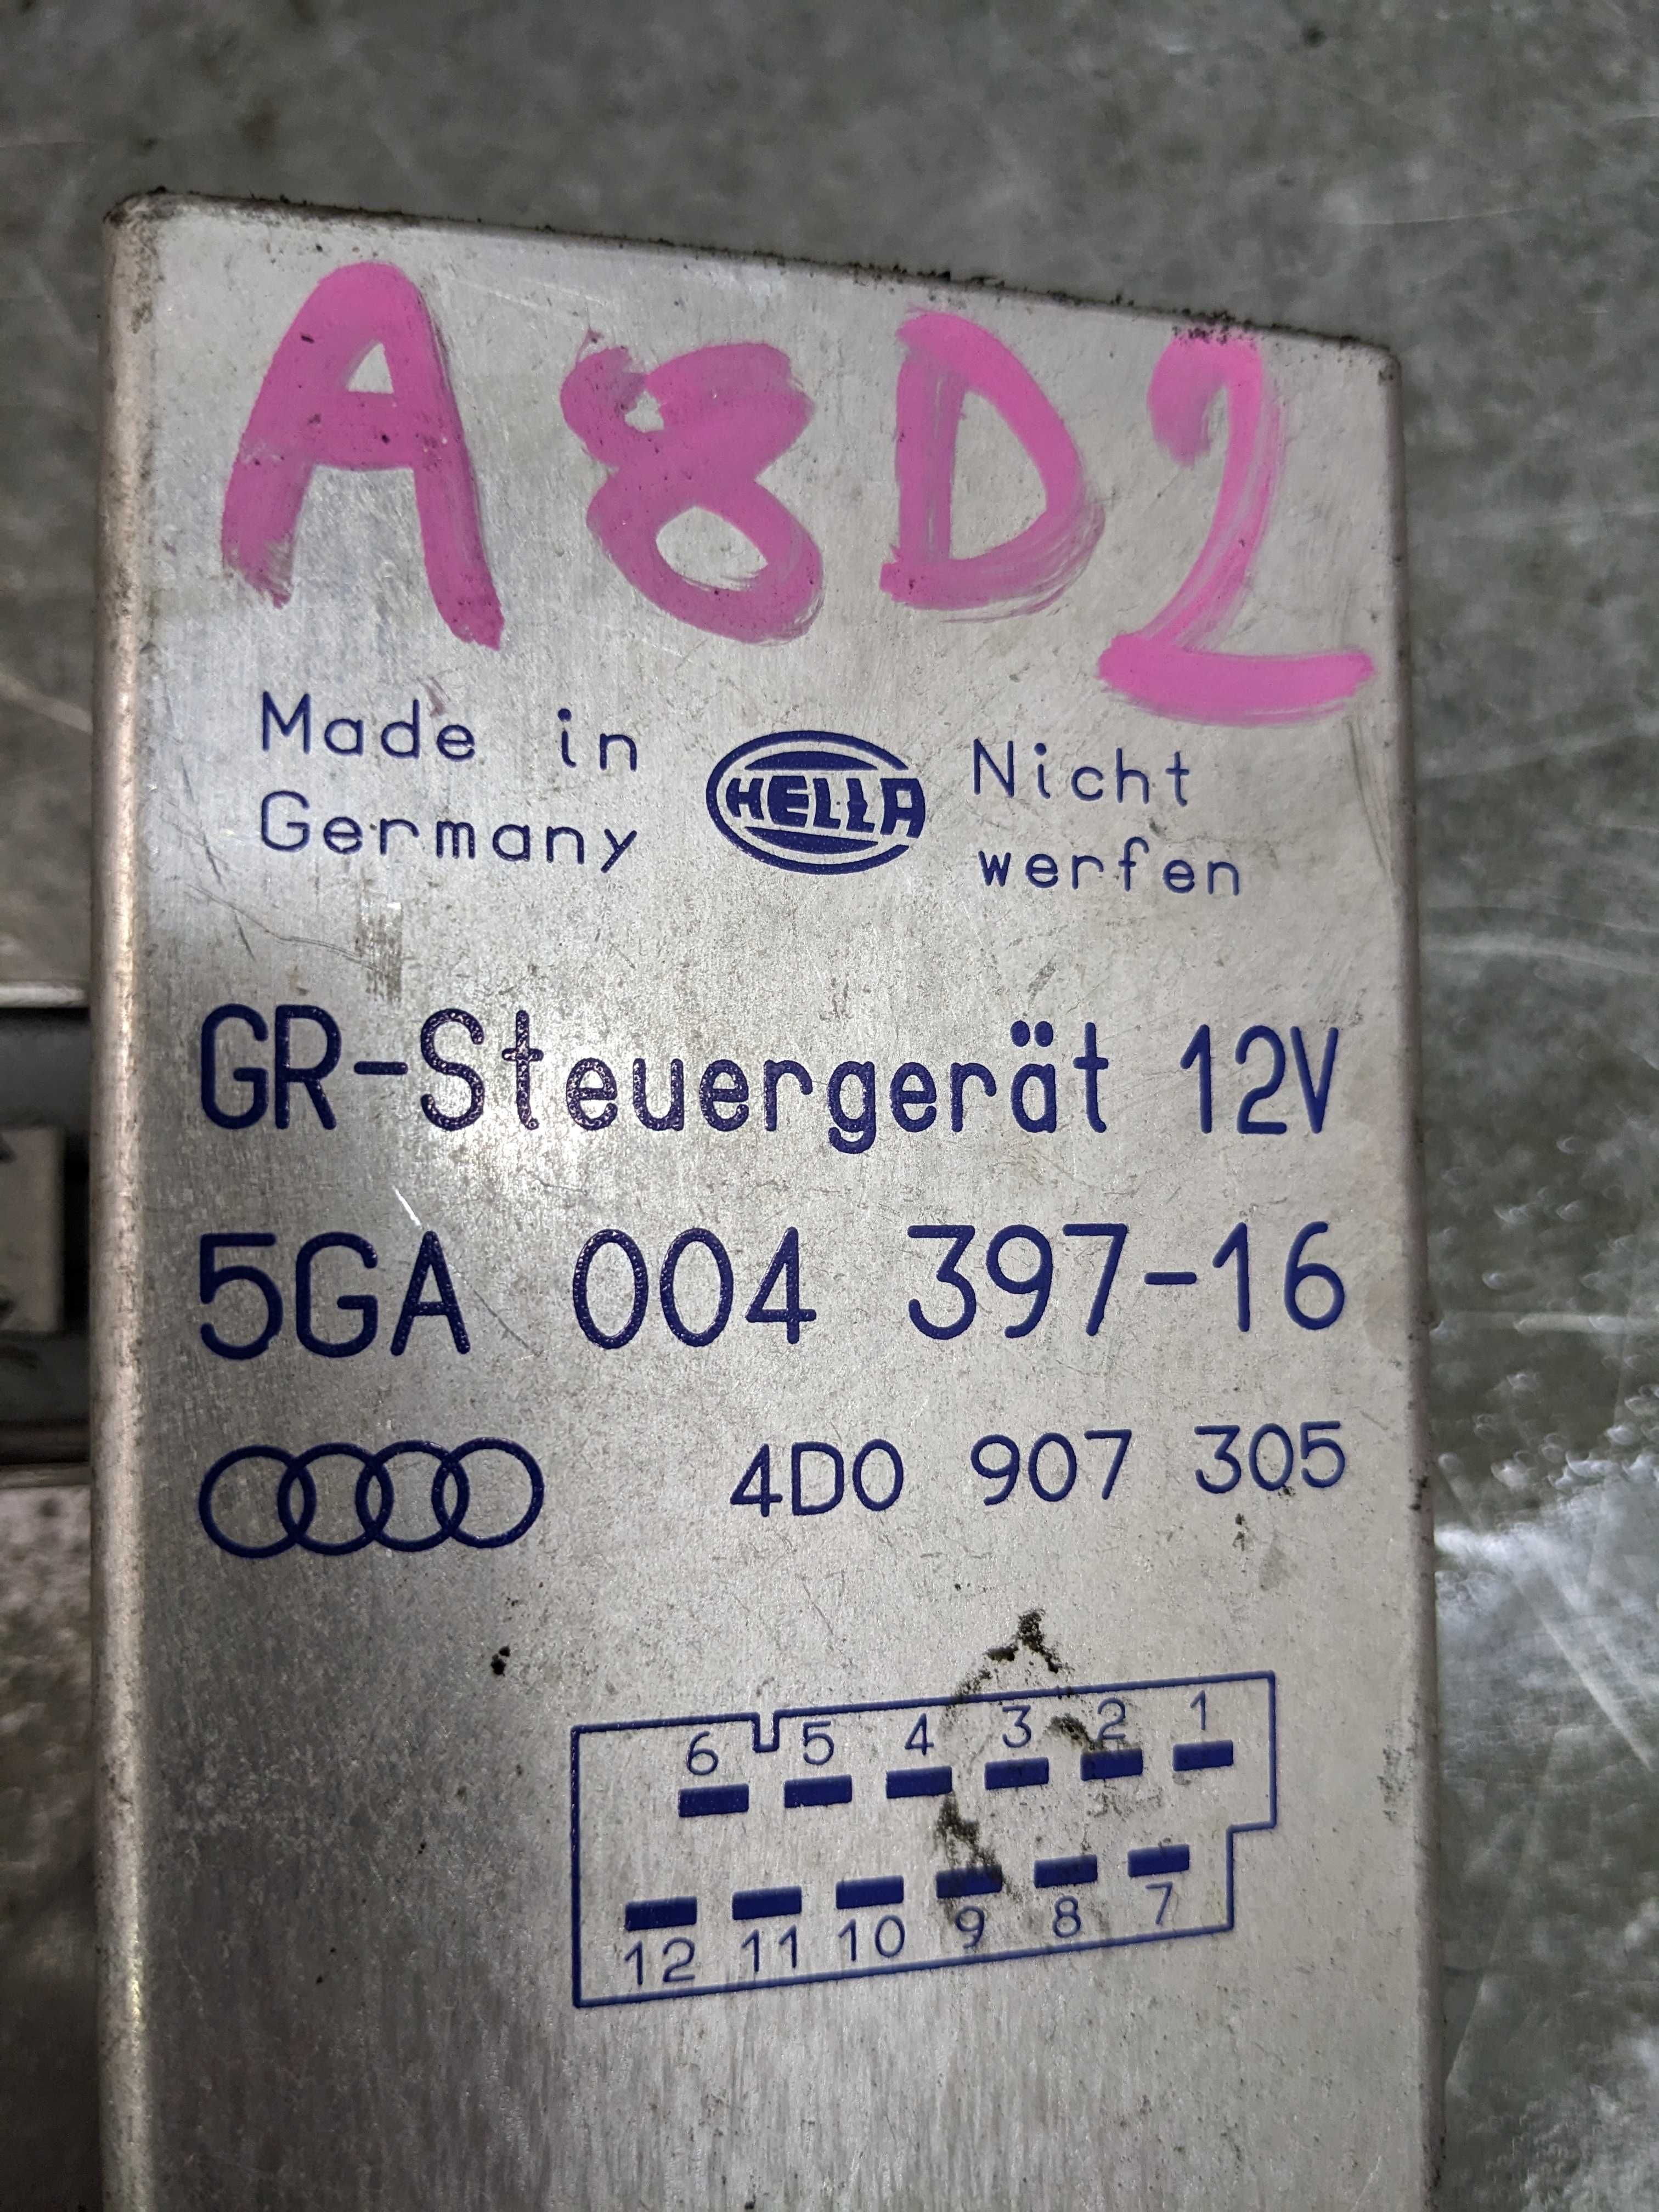 A8D2
Made in
Germany
HELLA
Nicht
werfen
GR-Steuergerät 12V
5GA 004 397-16
4D0 907 305
6 5 4 3 2 1
12 11 10 9 8 7